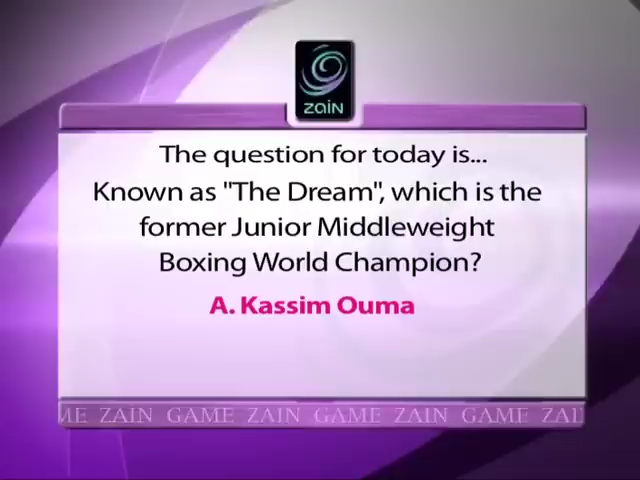 zain
The question for today is...
Known as "The Dream", which is the
former Junior Middleweight
Boxing World Champion?
A. Kassim Ouma
ME ZAIN GAME ZAIN GAME ZAIN GAME ZAI